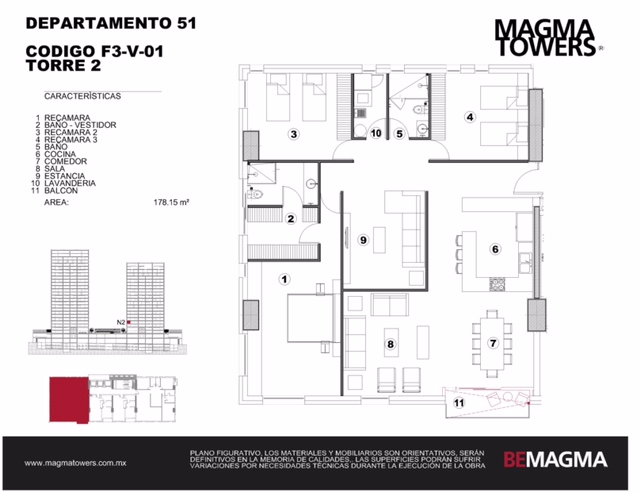 DEPARTAMENTO 51
CODIGO F3-V-01
TORRE 2
MAGMA
TOWERS®
CARACTERÍSTICAS
1 RECAMARA
2 BAÑO - VESTIDOR
3 RECAMARA 2
4 RECAMARA 3
5 BAÑO
6 COCINA
7 COMEDOR
8 SALA
9 ESTANCIA
10 LAVANDERIA
11 BALCON
AREA: 178.15 m²
3
10
5
4
2
9
6
1
8
7
11
N2
www.magmatowers.com.mx
PLANO FIGURATIVO, LOS MATERIALES Y MOBILIARIOS SON ORIENTATIVOS, SERÁN
DEFINITIVOS EN LA MEMORIA DE CALIDADES,. LAS SUPERFICIES PODRÁN SUFRIR
VARIACIONES POR NECESIDADES TÉCNICAS DURANTE LA EJECUCIÓN DE LA OBRA
BEMAGMA